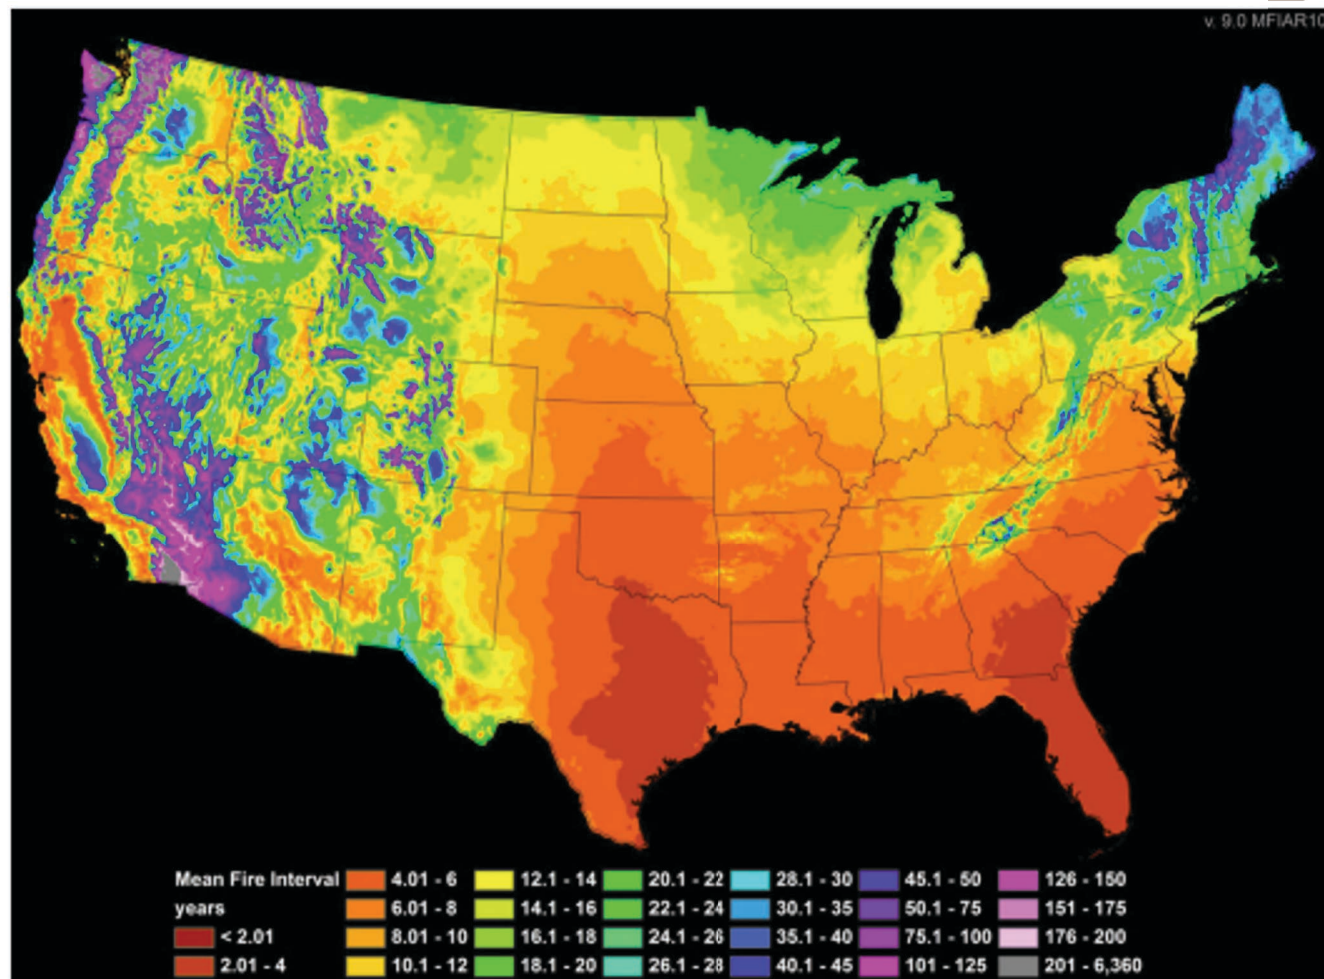 v. 9.0 MFIAR10
Mean Fire Interval
years
< 2.01
2.01 - 4
4.01 - 6
6.01 - 8
8.01 - 10
10.1 - 12
12.1 - 14
14.1 - 16
16.1 - 18
18.1 - 20
20.1 - 22
22.1 - 24
24.1 - 26
26.1 - 28
28.1 - 30
30.1 - 35
35.1 - 40
40.1 - 45
45.1 - 50
50.1 - 75
75.1 - 100
101 - 125
126 - 150
151 - 175
176 - 200
201 - 6,360